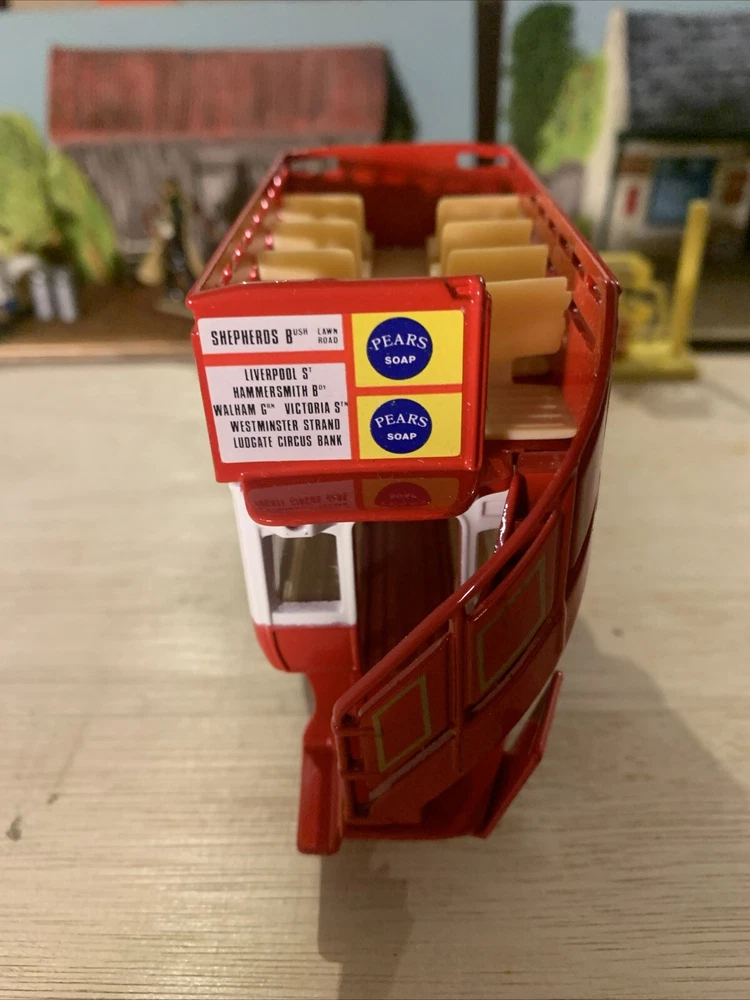 SHEPHERDS BUSH LAWN ROAD
LIVERPOOL ST
HAMMERSMITH BDY
WALHAM GRN VICTORIA STN
WESTMINSTER STRAND
LUDGATE CIRCUS BANK
PEARS
SOAP
PEARS
SOAP